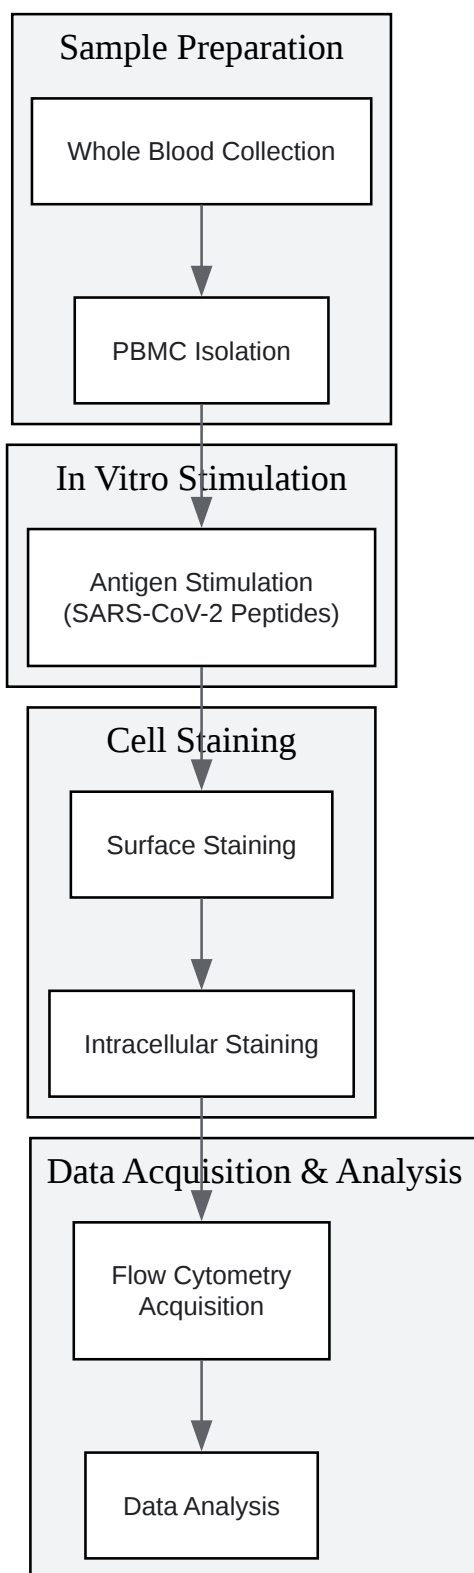 Sample Preparation
Whole Blood Collection
PBMC Isolation
In Vitro Stimulation
Antigen Stimulation
(SARS-CoV-2 Peptides)
Cell Staining
Surface Staining
Intracellular Staining
Data Acquisition & Analysis
Flow Cytometry
Acquisition
Data Analysis